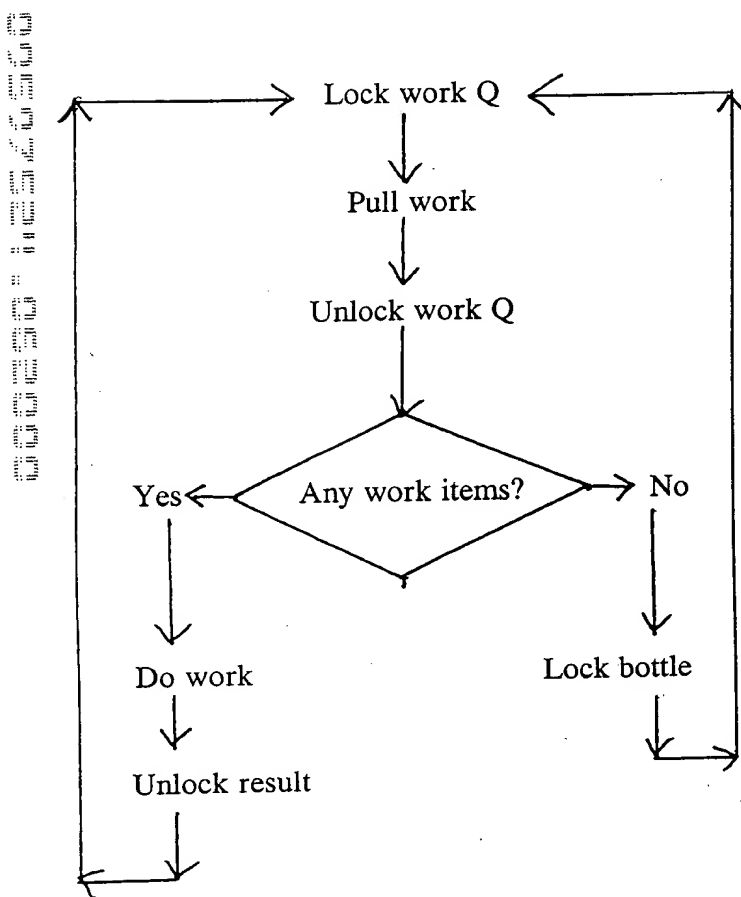 Lock work Q
Pull work
Unlock work Q
Any work items?
Yes
No
Do work
Lock bottle
Unlock result